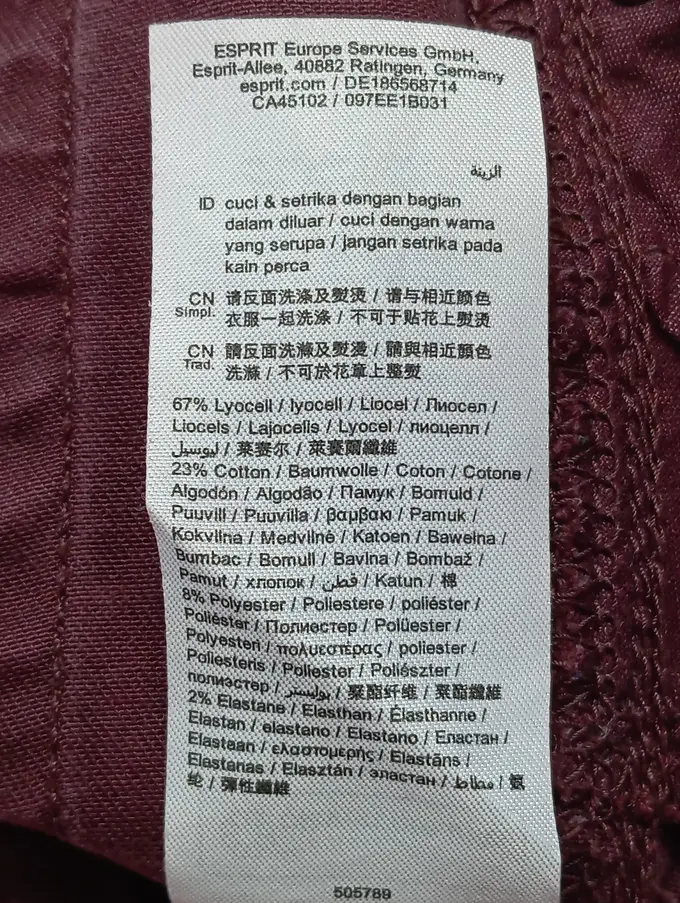 ESPRIT Europe Services GmbH,
Esprit-Allee, 40882 Ratingen, Germany
esprit.com / DE186568714
CA45102 / 097EE1B031
الزينة
ID cuci & setrika dengan bagian
dalam diluar / cuci dengan warna
yang serupa / jangan setrika pada
kain perca
CN Simpl. 请反面洗涤及熨烫 / 请与相近颜色
衣服一起洗涤 / 不可于贴花上熨烫
CN Trad. 請反面洗滌及熨燙 / 請與相近顏色
洗滌 / 不可於花章上整熨
67% Lyocell / lyocell / Liocel / Лиосел /
Liocels / Lajocells / Lyocel / лиоцелл /
ليوسيل / 莱赛尔 / 萊賽爾纖維
23% Cotton / Baumwolle / Coton / Cotone /
Algodón / Algodão / Памук / Bomuld /
Puuvill / Puuvilla / βαμβακι / Pamuk /
Kokvilna / Medvilnė / Katoen / Bawełna /
Bumbac / Bomull / Bavlna / Bombaž /
Pamut / хлопок / قطن / Katun / 棉
8% Polyester / Poliestere / poliéster /
Poliéster / Полиестер / Polüester /
Polyesteri / πολυεστέρας / poliester /
Poliesteris / Poliester / Poliészter /
полиэстер / بوليستر / 聚酯纤维 / 聚酯纖維
2% Elastane / Elasthan / Élasthanne /
Elastan / elastano / Elastano / Еластан /
Elastaan / ελαστομερής / Elastāns /
Elastanas / Elasztán / эластан / مطاط / 氨
纶 / 彈性纖維
505789